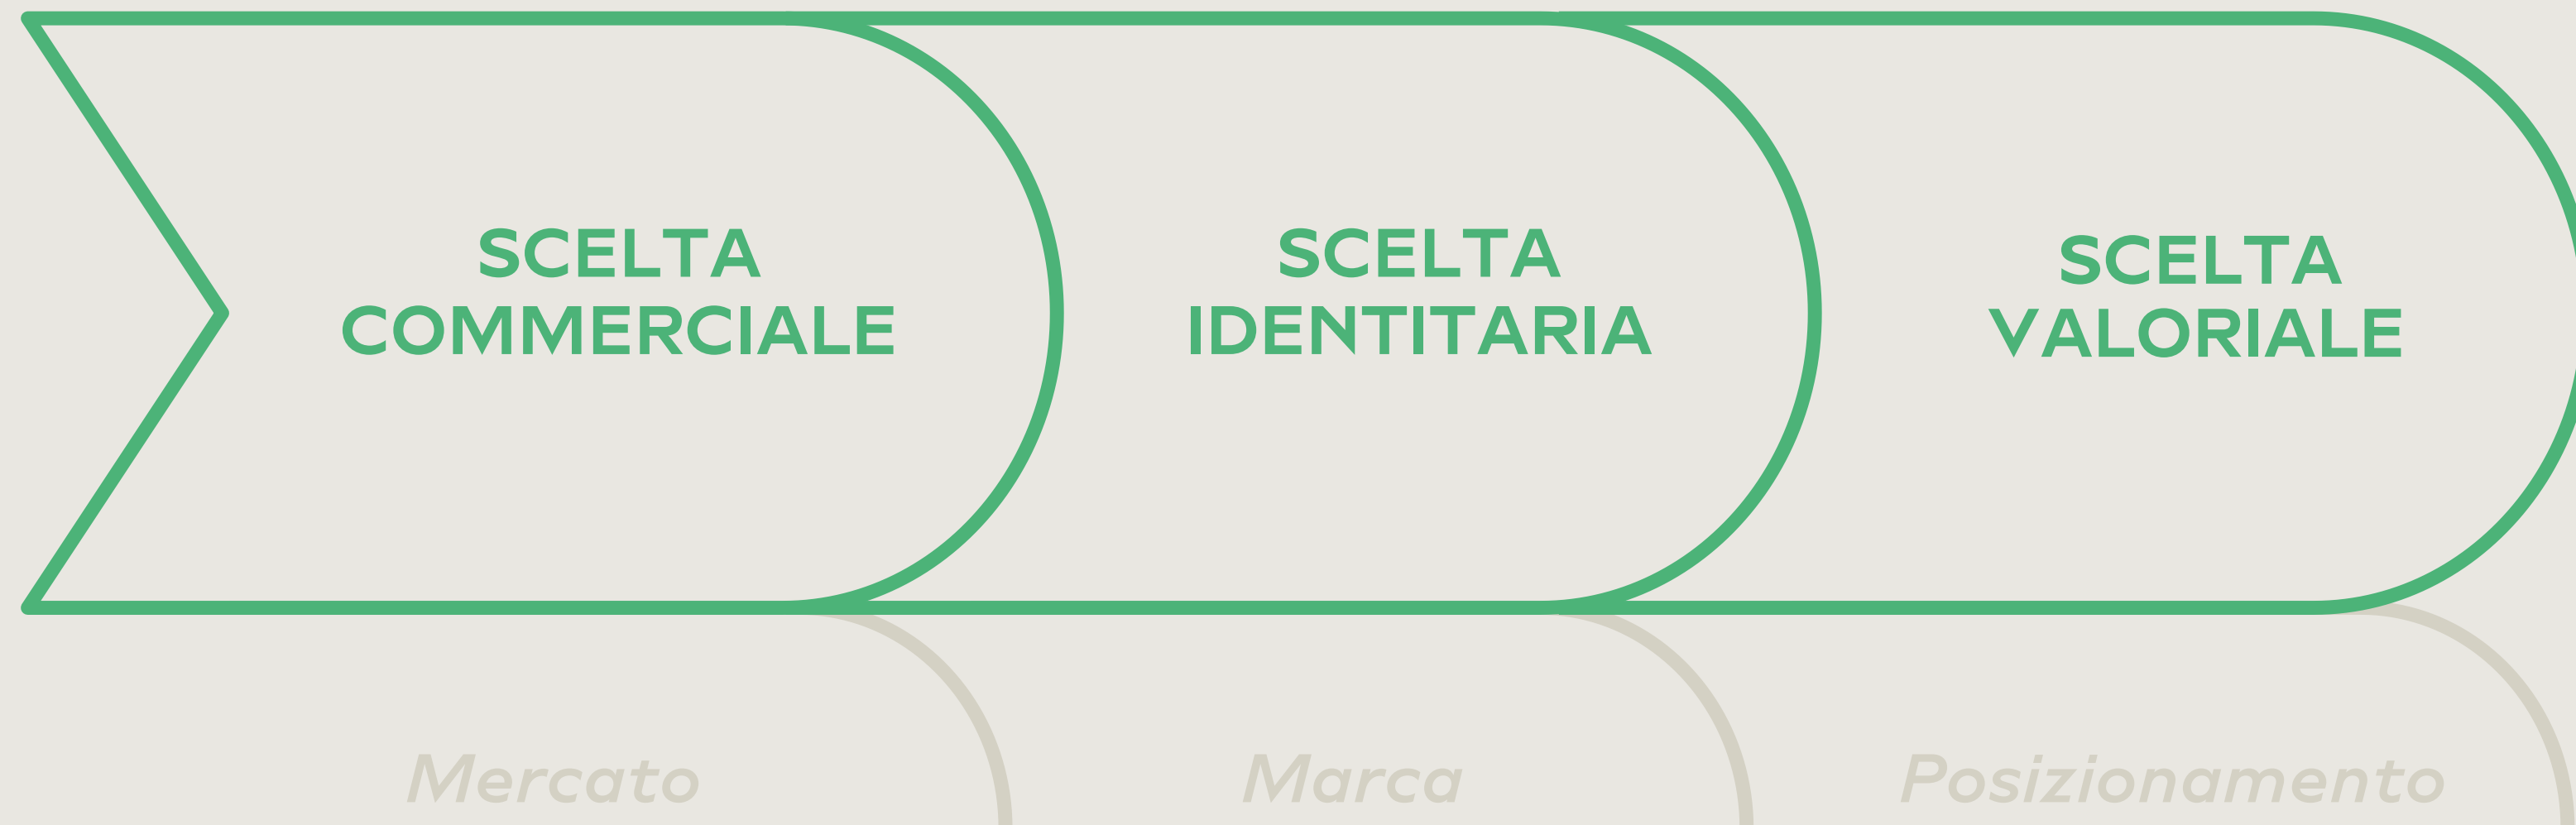 SCELTA
COMMERCIALE
SCELTA
IDENTITARIA
SCELTA
VALORIALE
Mercato
Marca
Posizionamento